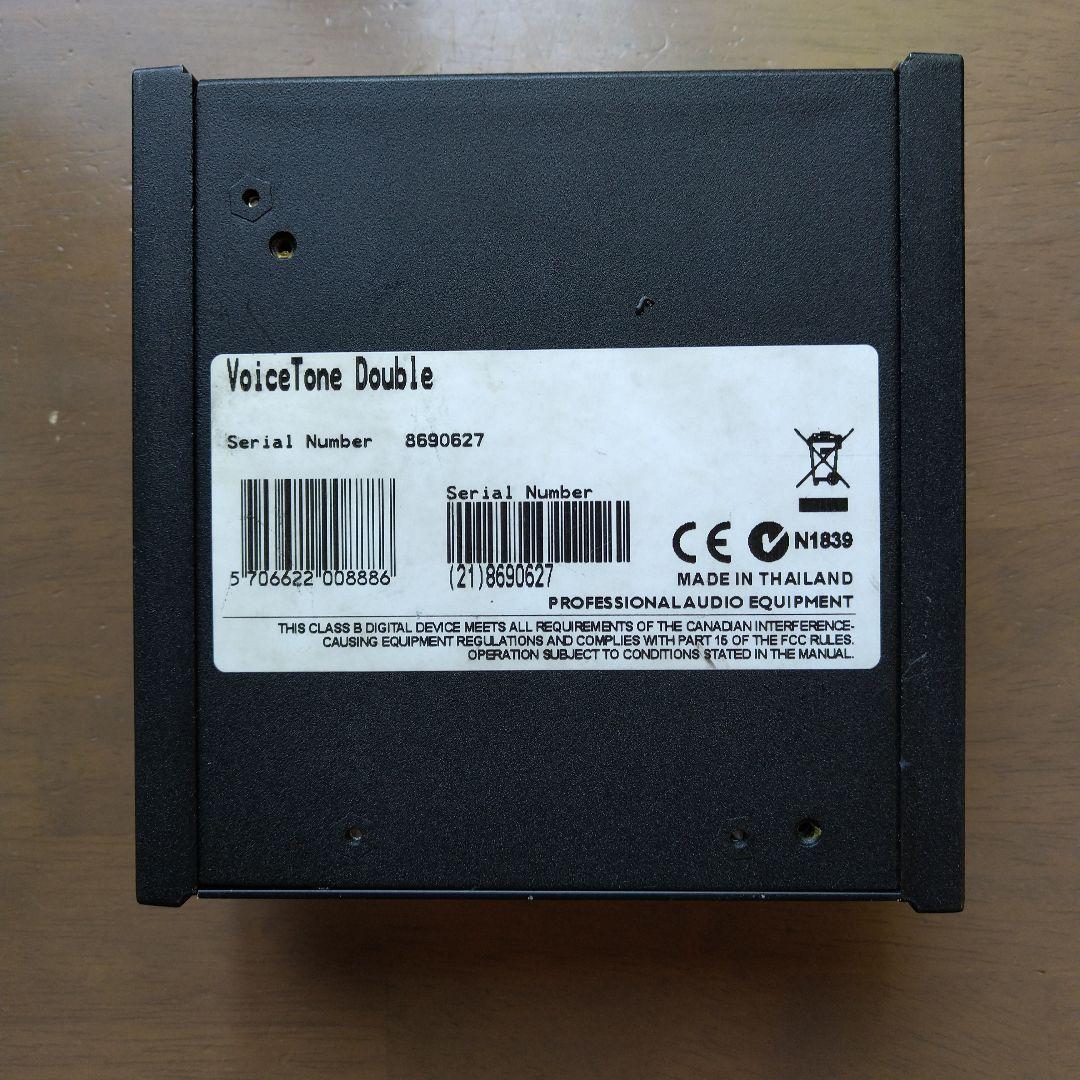 VoiceTone Double
Serial Number 8690627
Serial Number
5 706622 008886
(21)8690627
CE N1839
MADE IN THAILAND
PROFESSIONAL AUDIO EQUIPMENT
THIS CLASS B DIGITAL DEVICE MEETS ALL REQUIREMENTS OF THE CANADIAN INTERFERENCE-
CAUSING EQUIPMENT REGULATIONS AND COMPLIES WITH PART 15 OF THE FCC RULES.
OPERATION SUBJECT TO CONDITIONS STATED IN THE MANUAL.